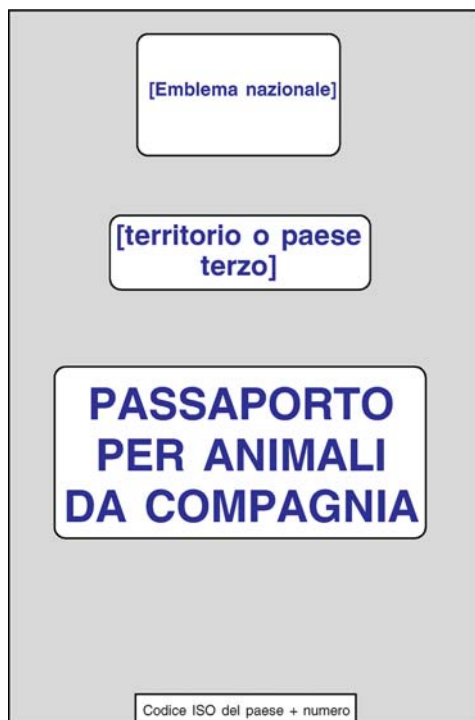 [Emblema nazionale]
[territorio o paese
terzo]
PASSAPORTO
PER ANIMALI
DA COMPAGNIA
Codice ISO del paese + numero